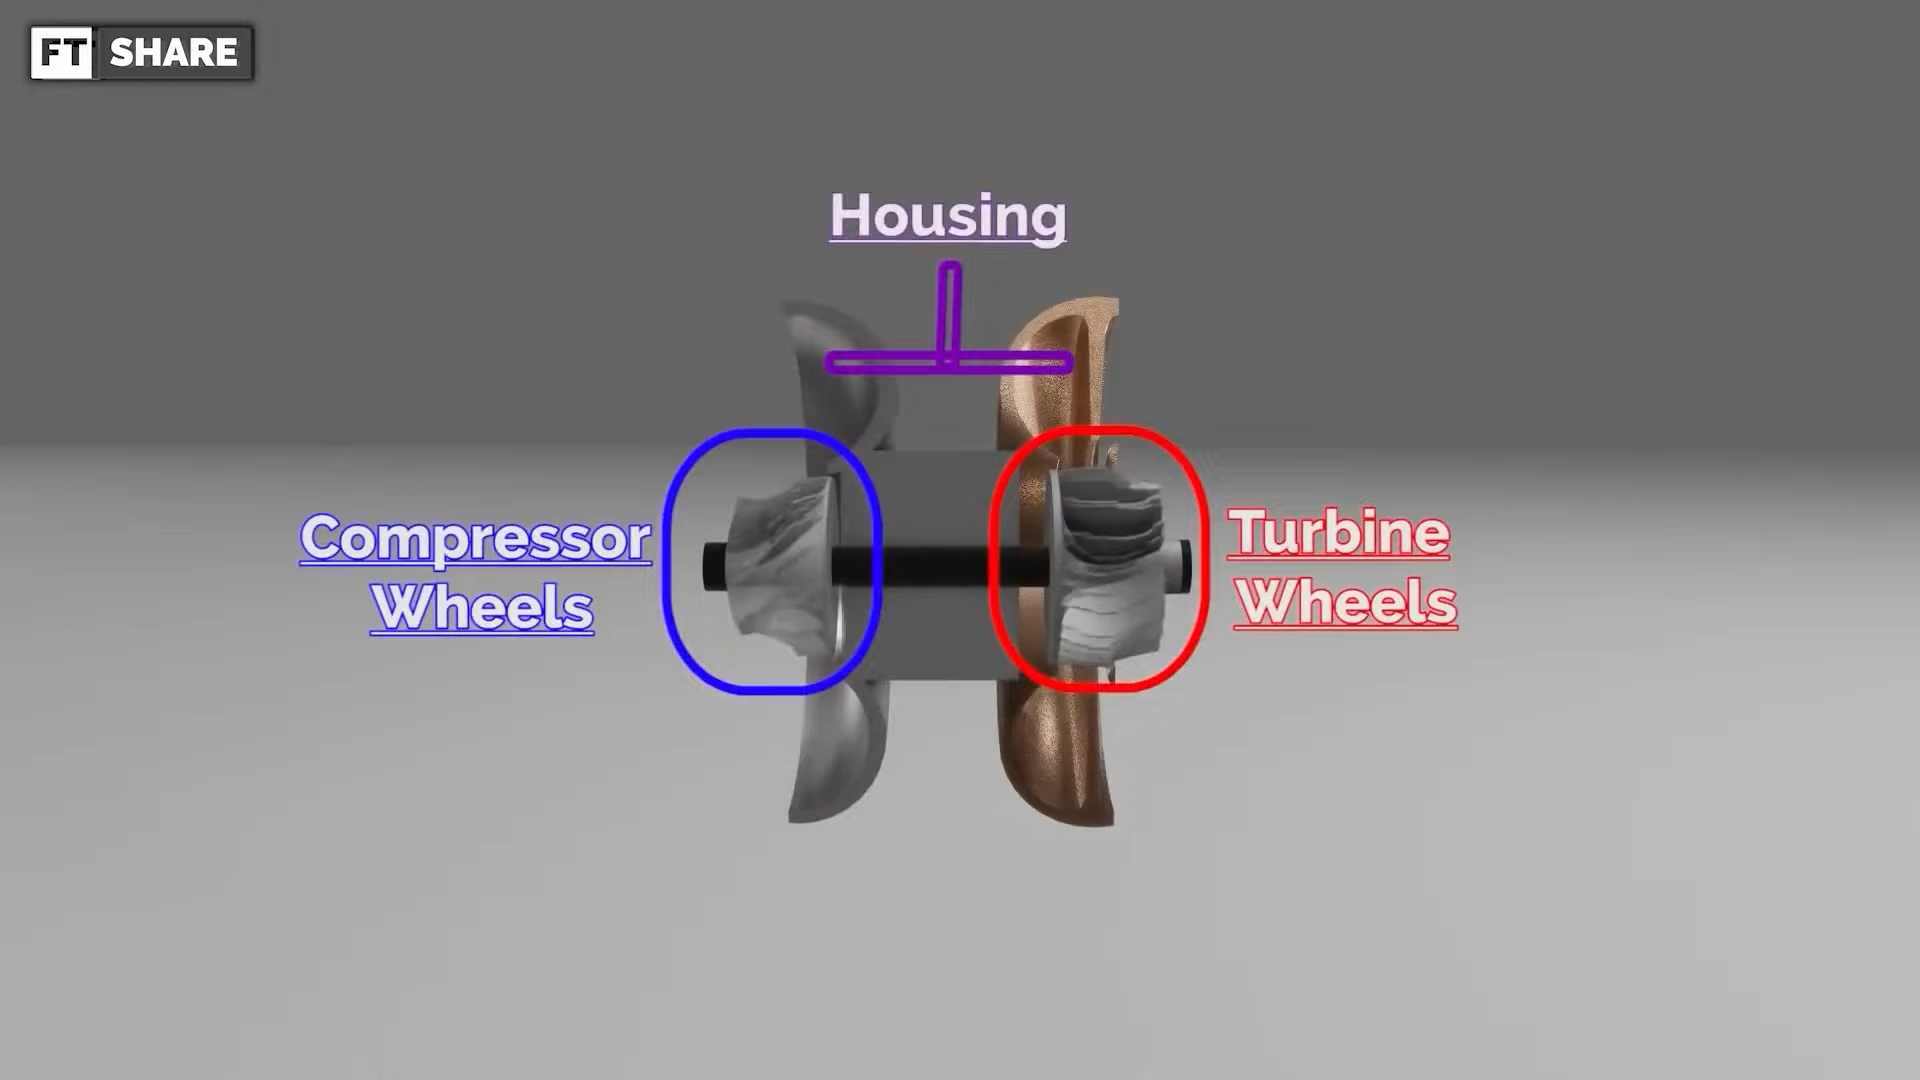 FT SHARE
Housing
Compressor
Wheels
Turbine
Wheels